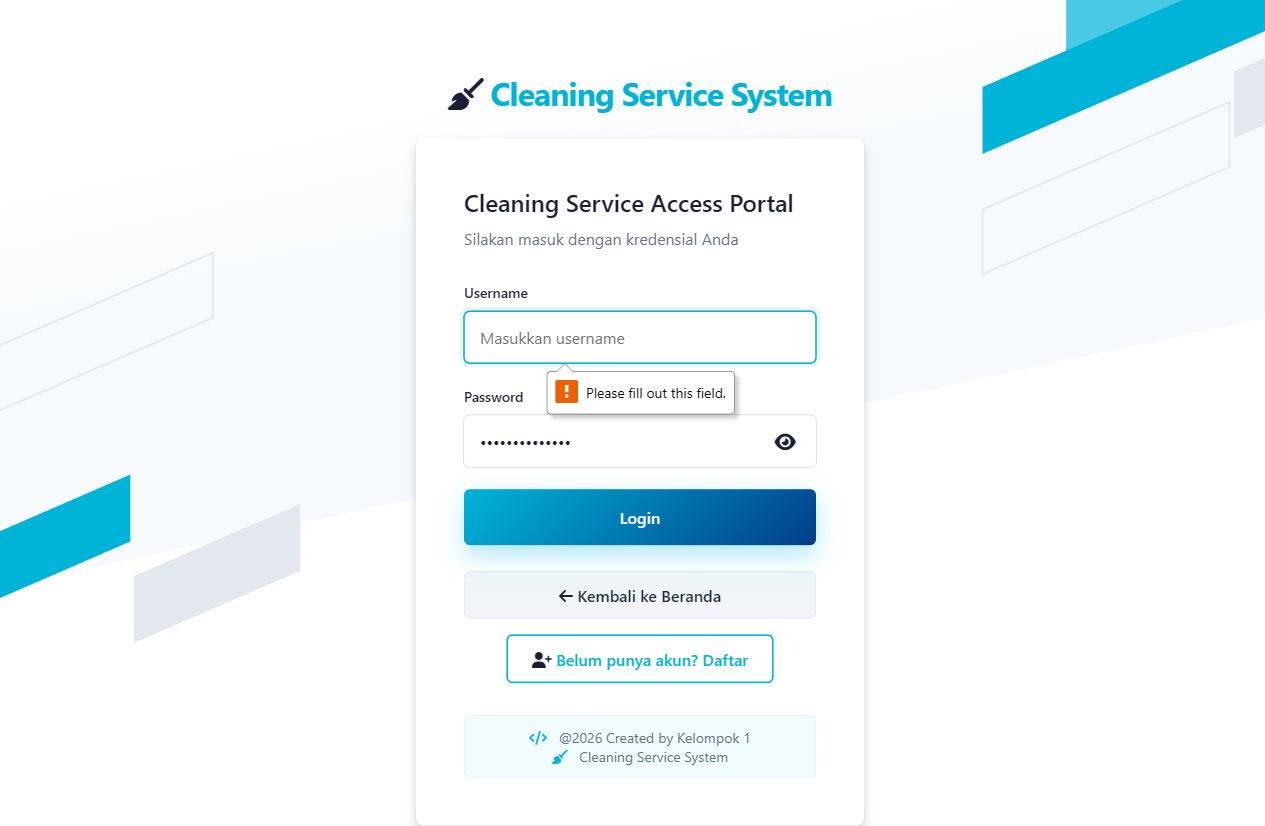 Cleaning Service System
Cleaning Service Access Portal
Silakan masuk dengan kredensial Anda
Username
Masukkan username
Please fill out this field.
Password
••••••••••••••
Login
Kembali ke Beranda
Belum punya akun? Daftar
@2026 Created by Kelompok 1
Cleaning Service System